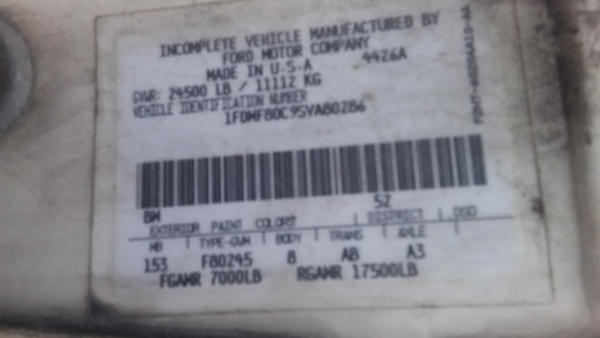 INCOMPLETE VEHICLE MANUFACTURED BY
FORD MOTOR COMPANY
MADE IN U.S.A 4426A
GVWR: 24500 LB / 11112 KG
VEHICLE IDENTIFICATION NUMBER
1FDWF80C9SVA80286
BW 52
EXTERIOR PAINT COLORS DISTRICT DSO
WB TYPE-GVW BODY TRANS AXLE
153 F80245 8 A8 A3
FGAWR 7000LB RGAWR 17500LB